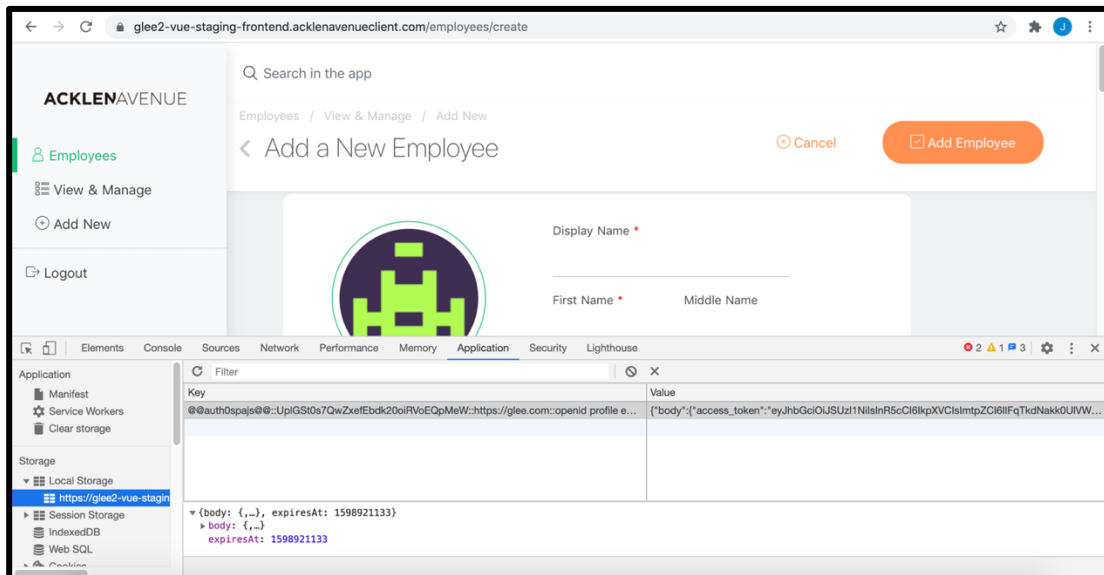 glee2-vue-staging-frontend.acklenavenueclient.com/employees/create
J
ACKLENAVENUE
Employees
View & Manage
Add New
Logout
Search in the app
Employees / View & Manage / Add New
Add a New Employee
Cancel
Add Employee
Display Name *
First Name * Middle Name
Elements Console Sources Network Performance Memory Application Security Lighthouse 2 1 3
Application
Manifest
Service Workers
Clear storage
Storage
Local Storage
https://glee2-vue-stagin
Session Storage
IndexedDB
Web SQL
Cookies
Filter
Key Value
@@auth0spajs@@::UpIGSt0s7QwZxefEbdk20oiRVoEQpMeW::https://glee.com::openid profile e... {"body":{"access_token":"eyJhbGciOiJSUzI1NiIsInR5cCI6IkpXVCIsImtpZCI6IlFqTkdNakk0UlVW...
{body: {,…}, expiresAt: 1598921133}
body: {,…}
expiresAt: 1598921133